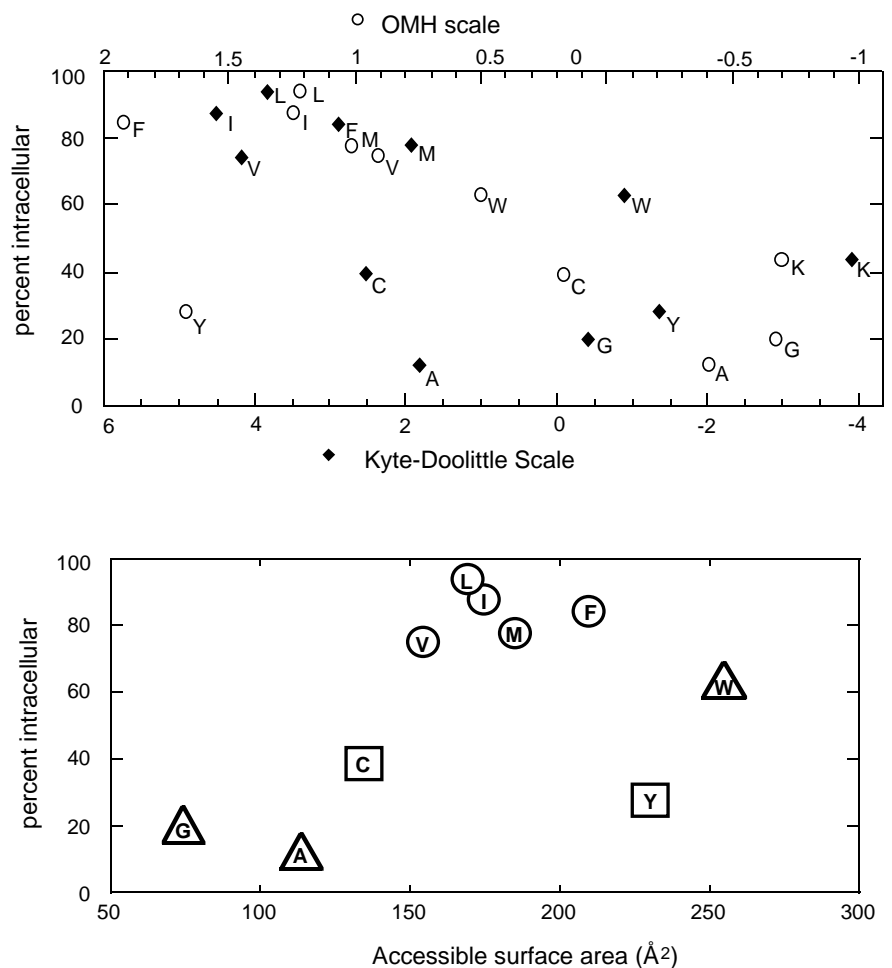 OMH scale
2 1.5 1 0.5 0 -0.5 -1
percent intracellular
100
80
60
40
20
0
F I L L I F M V V M
W W
C C K K
Y G Y G
A A
6 4 2 0 -2 -4
Kyte-Doolittle Scale
percent intracellular
100
80
60
40
20
0
L I F
V M
W
C Y
G A
50 100 150 200 250 300
Accessible surface area (Å2)